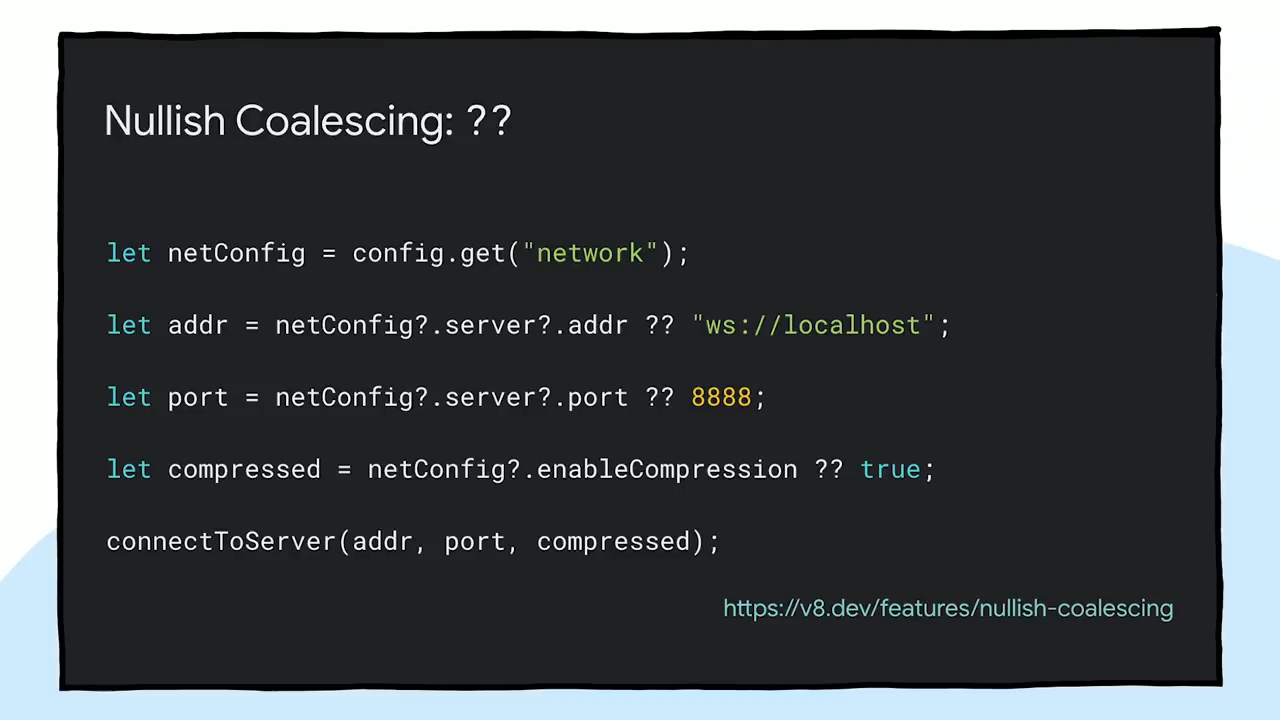 Nullish Coalescing: ??
let netConfig = config.get("network");
let addr = netConfig?.server?.addr ?? "ws://localhost";
let port = netConfig?.server?.port ?? 8888;
let compressed = netConfig?.enableCompression ?? true;
connectToServer(addr, port, compressed);
https://v8.dev/features/nullish-coalescing